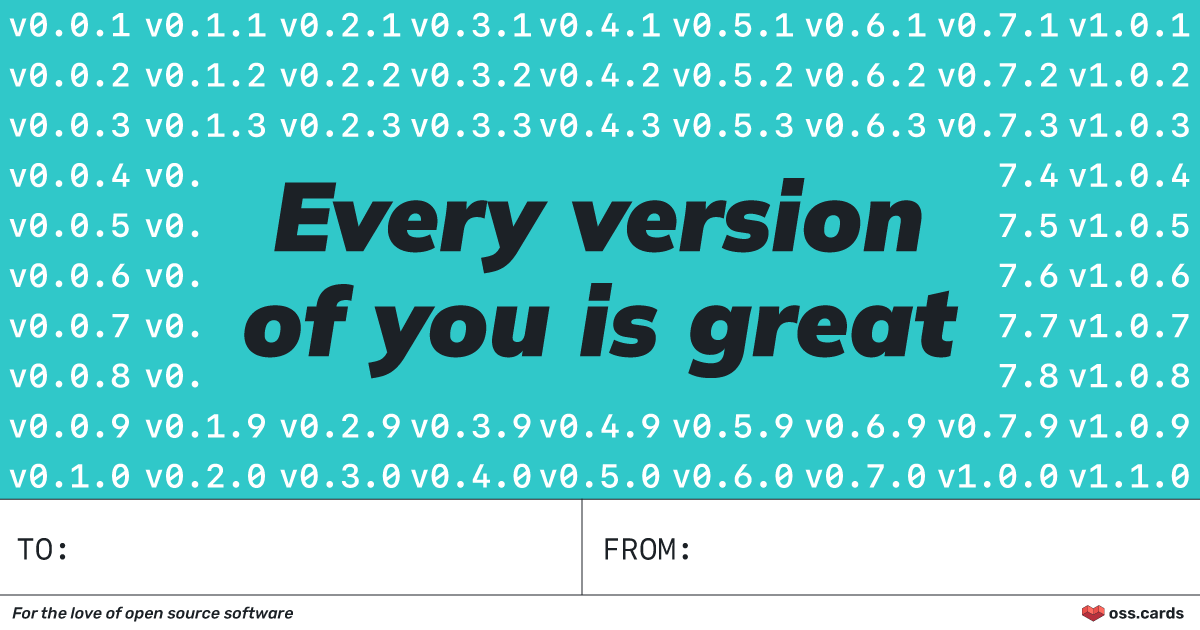 v0.0.1 v0.1.1 v0.2.1 v0.3.1 v0.4.1 v0.5.1 v0.6.1 v0.7.1 v1.0.1
v0.0.2 v0.1.2 v0.2.2 v0.3.2 v0.4.2 v0.5.2 v0.6.2 v0.7.2 v1.0.2
v0.0.3 v0.1.3 v0.2.3 v0.3.3 v0.4.3 v0.5.3 v0.6.3 v0.7.3 v1.0.3
v0.0.4 v0. 7.4 v1.0.4
v0.0.5 v0. 7.5 v1.0.5
v0.0.6 v0. 7.6 v1.0.6
v0.0.7 v0. 7.7 v1.0.7
v0.0.8 v0. 7.8 v1.0.8
Every version
of you is great
v0.0.9 v0.1.9 v0.2.9 v0.3.9 v0.4.9 v0.5.9 v0.6.9 v0.7.9 v1.0.9
v0.1.0 v0.2.0 v0.3.0 v0.4.0 v0.5.0 v0.6.0 v0.7.0 v1.0.0 v1.1.0
TO:
FROM:
For the love of open source software
oss.cards